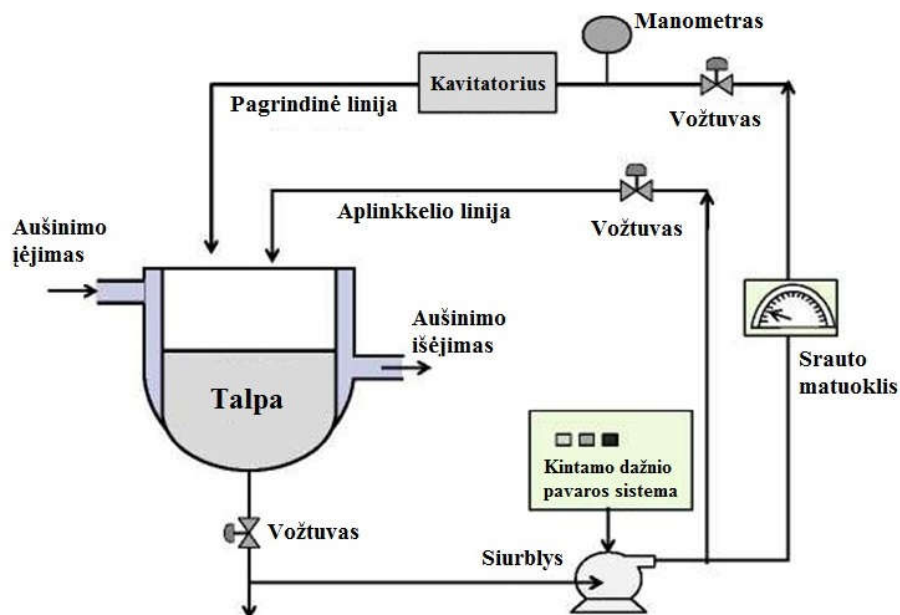 Manometras
Kavitatorius
Pagrindinė linija
Vožtuvas
Aplinkkelio linija
Vožtuvas
Aušinimo
įėjimas
Aušinimo
išėjimas
Srauto
matuoklis
Talpa
Kintamo dažnio
pavaros sistema
Vožtuvas
Siurblys